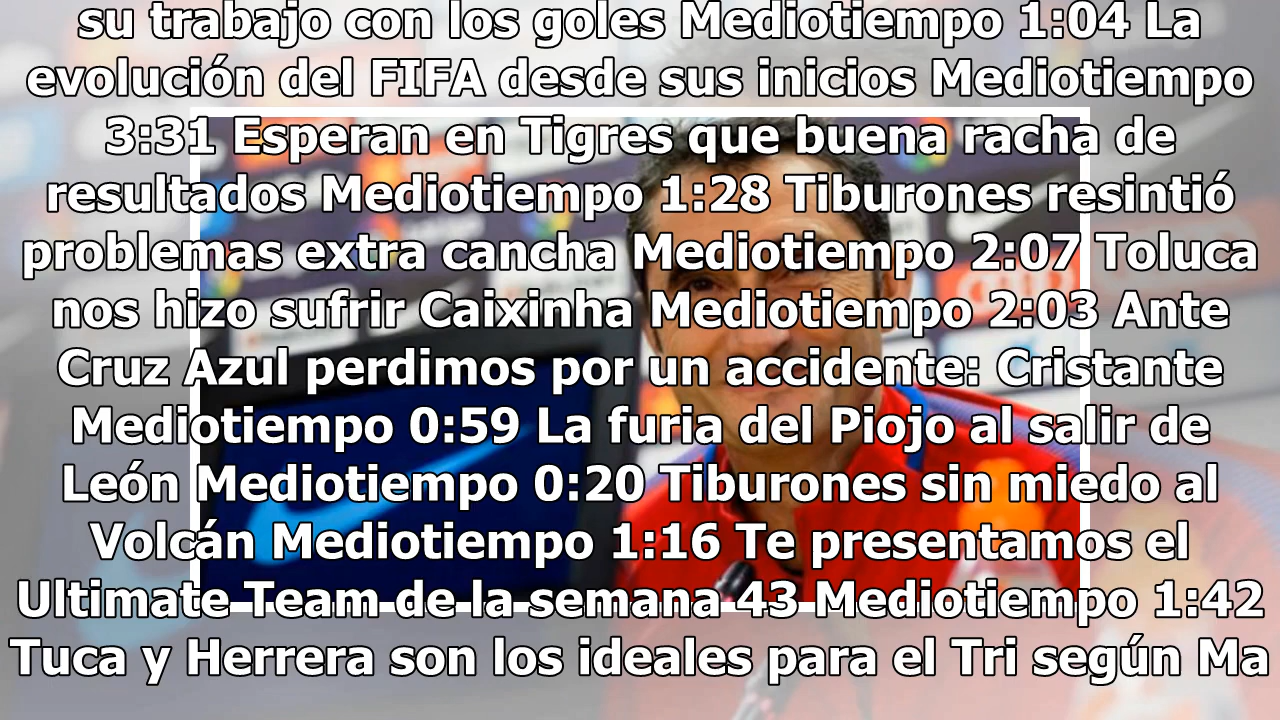 su trabajo con los goles Mediotiempo 1:04 La
evolución del FIFA desde sus inicios Mediotiempo
3:31 Esperan en Tigres que buena racha de
resultados Mediotiempo 1:28 Tiburones resintió
problemas extra cancha Mediotiempo 2:07 Toluca
nos hizo sufrir Caixinha Mediotiempo 2:03 Ante
Cruz Azul perdimos por un accidente: Cristante
Mediotiempo 0:59 La furia del Piojo al salir de
León Mediotiempo 0:20 Tiburones sin miedo al
Volcán Mediotiempo 1:16 Te presentamos el
Ultimate Team de la semana 43 Mediotiempo 1:42
Tuca y Herrera son los ideales para el Tri según Ma